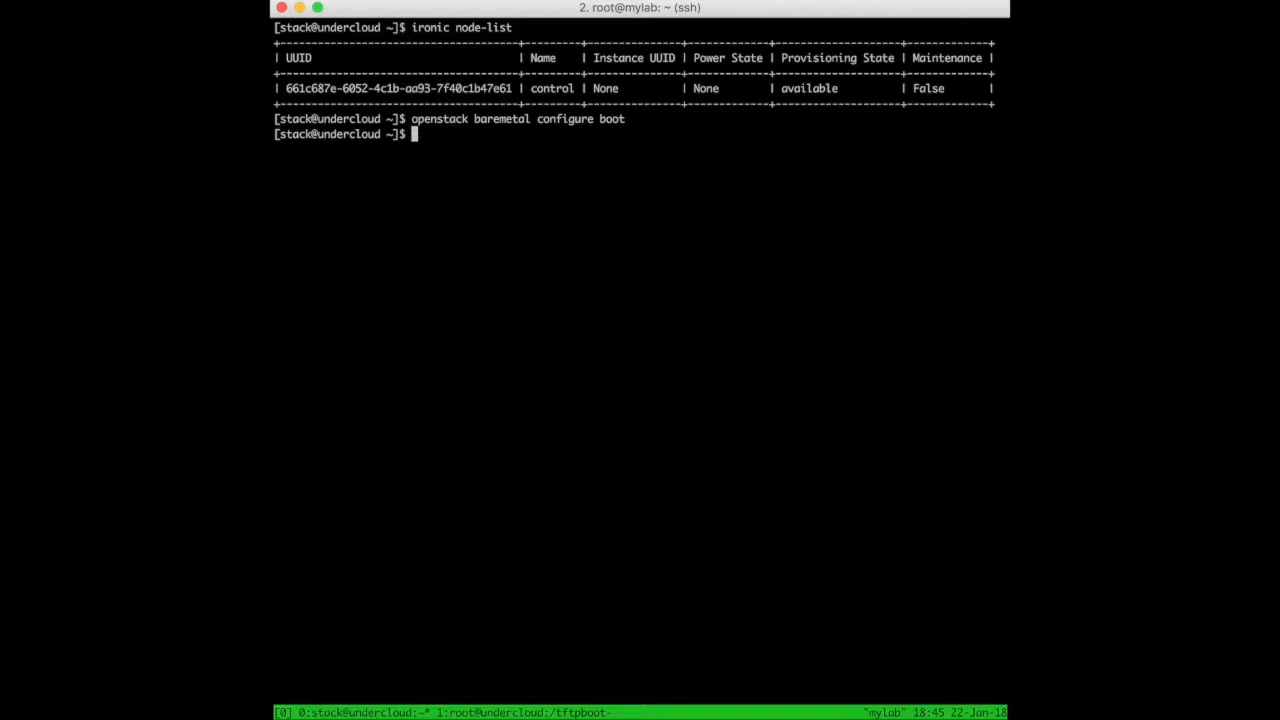 2. root@mylab: ~ (ssh)
[stack@undercloud ~]$ ironic node-list
+--------------------------------------+---------+---------------+-------------+--------------------+-------------+
| UUID | Name | Instance UUID | Power State | Provisioning State | Maintenance |
+--------------------------------------+---------+---------------+-------------+--------------------+-------------+
| 661c687e-6052-4c1b-aa93-7f40c1b47e61 | control | None | None | available | False |
+--------------------------------------+---------+---------------+-------------+--------------------+-------------+
[stack@undercloud ~]$ openstack baremetal configure boot
[stack@undercloud ~]$
[0] 0:stack@undercloud:~* 1:root@undercloud:/tftpboot- "mylab" 18:45 22-Jan-18